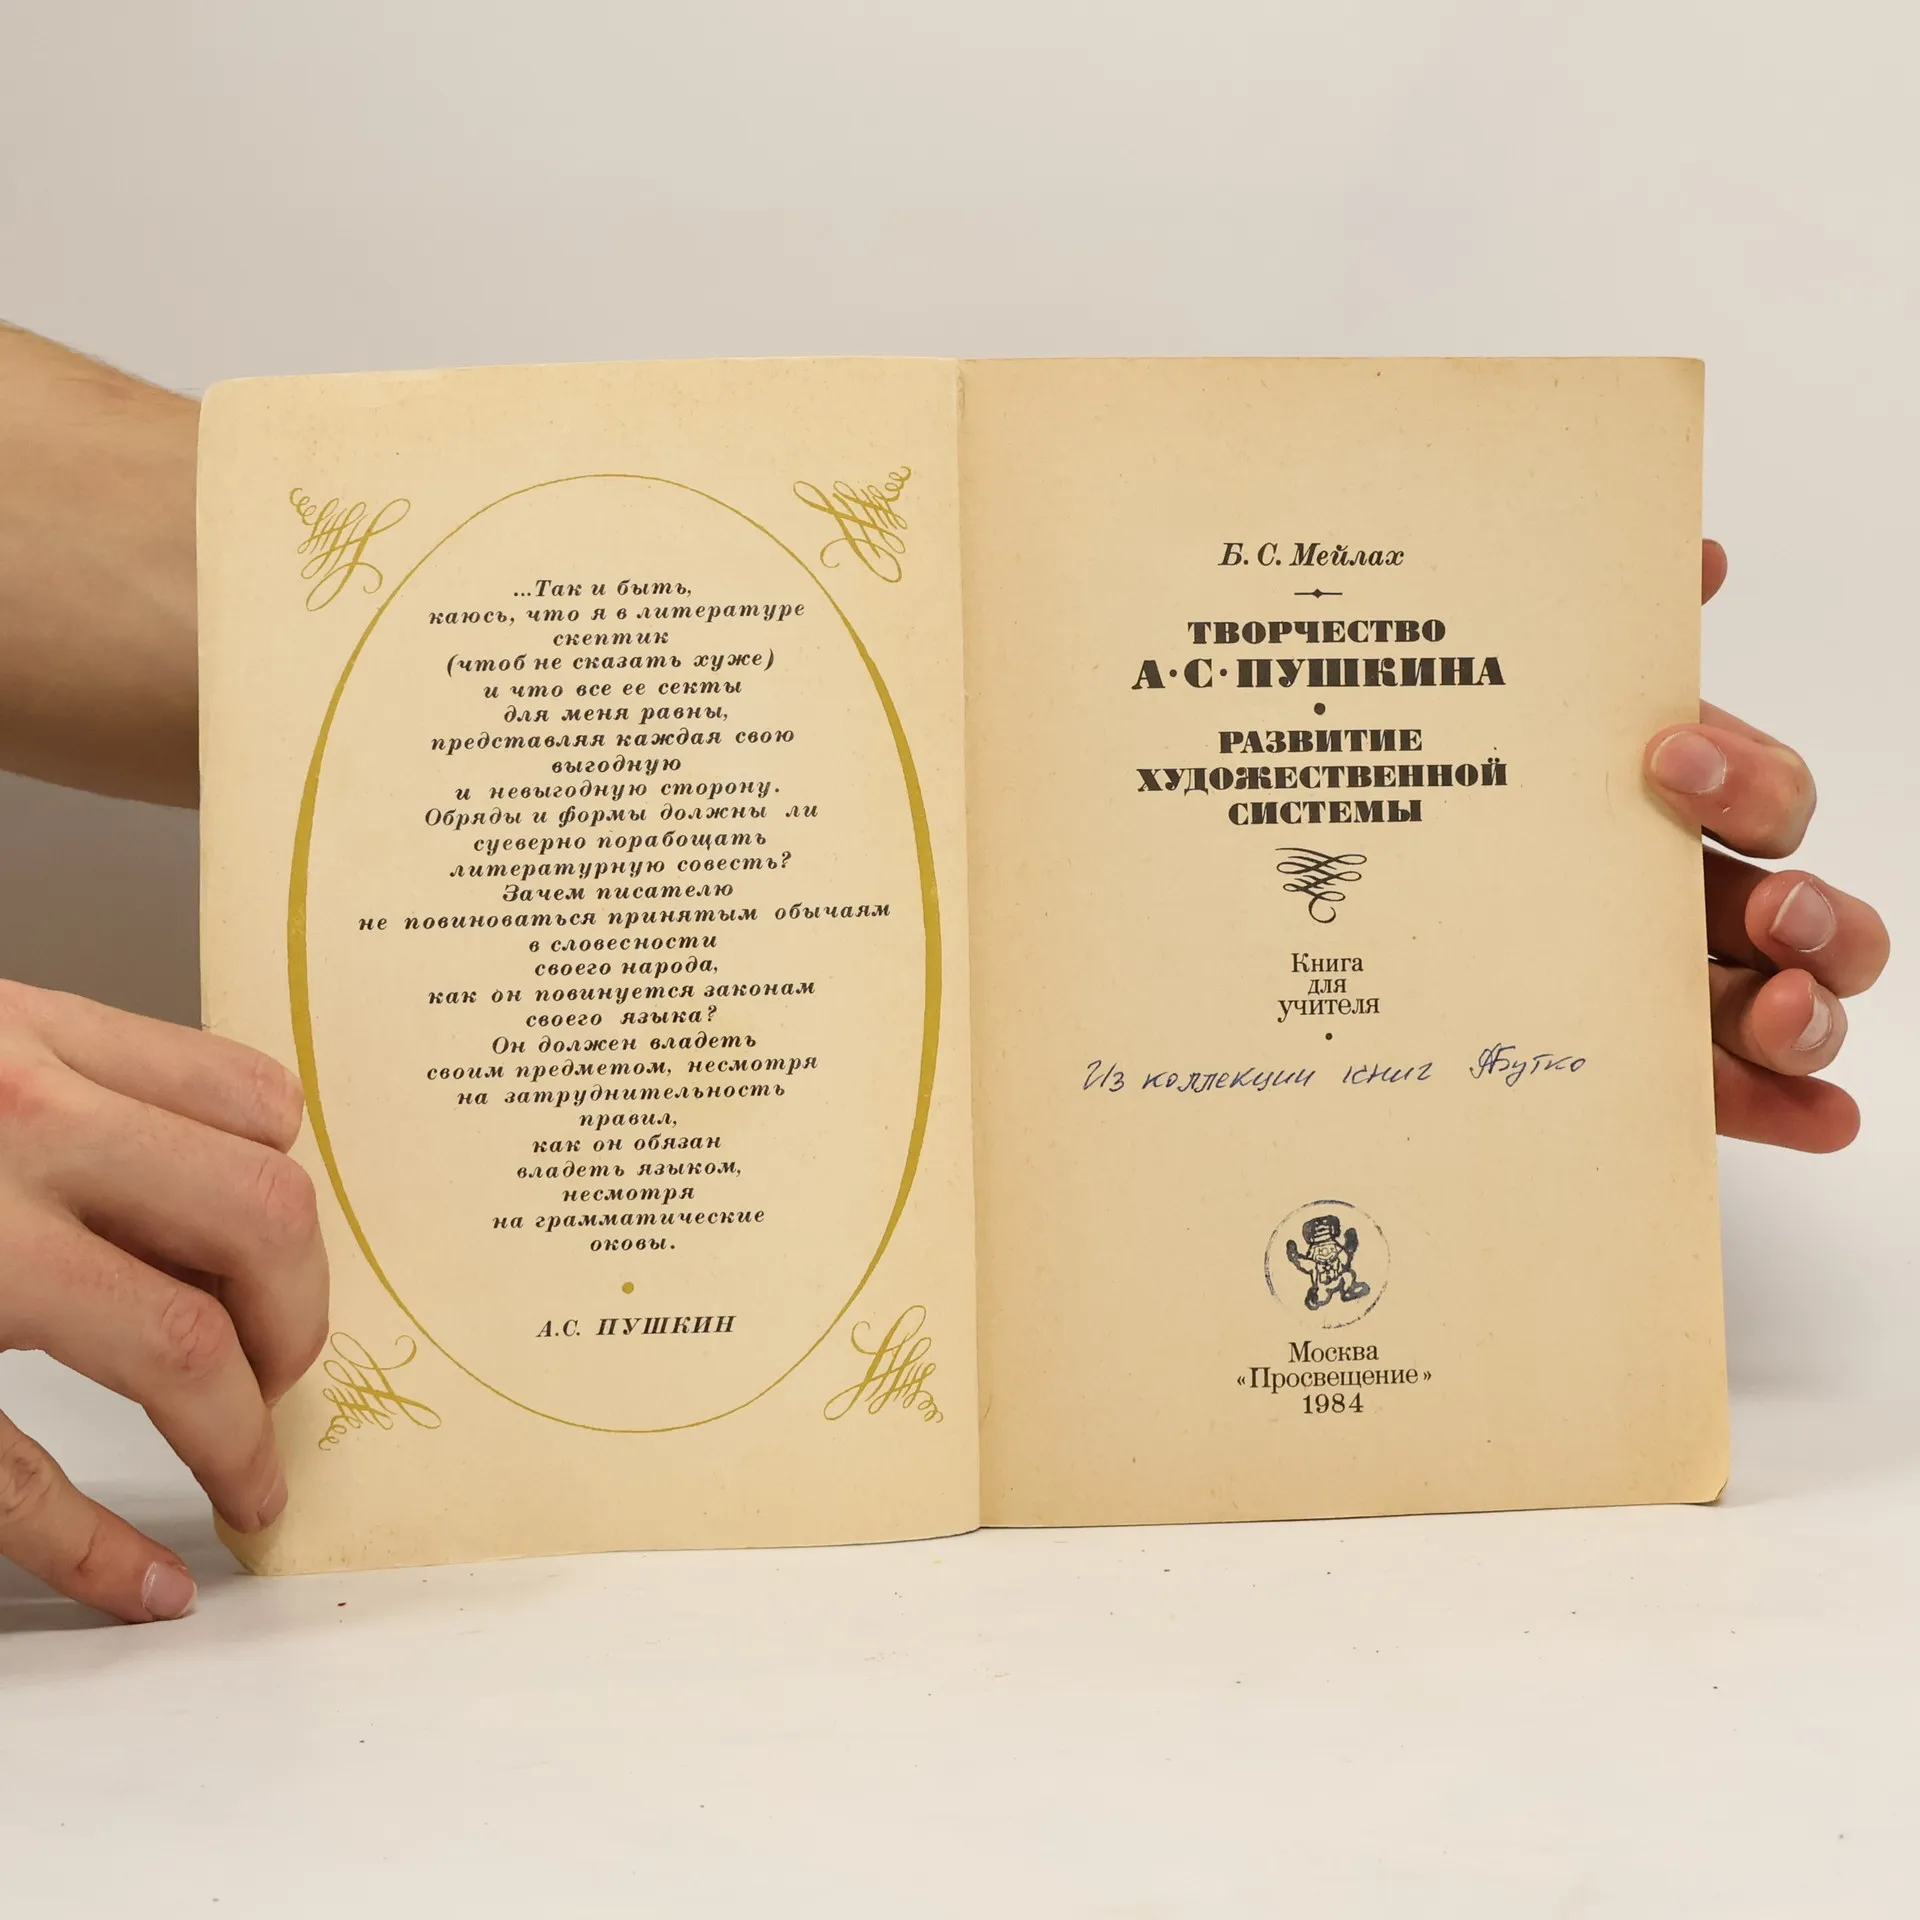 ...Так и быть,
каюсь, что я в литературе
скептик
(чтоб не сказать хуже)
и что все ее секты
для меня равны,
представляя каждая свою
выгодную
и невыгодную сторону.
Обряды и формы должны ли
суеверно порабощать
литературную совесть?
Зачем писателю
не повиноваться принятым обычаям
в словесности
своего народа,
как он повинуется законам
своего языка?
Он должен владеть
своим предметом, несмотря
на затруднительность
правил,
как он обязан
владеть языком,
несмотря
на грамматические
оковы.
А.С. ПУШКИН
Б. С. Мейлах
ТВОРЧЕСТВО
А·С·ПУШКИНА
РАЗВИТИЕ
ХУДОЖЕСТВЕННОЙ
СИСТЕМЫ
Книга
для
учителя
Из коллекции книг АБутко
Москва
«Просвещение»
1984